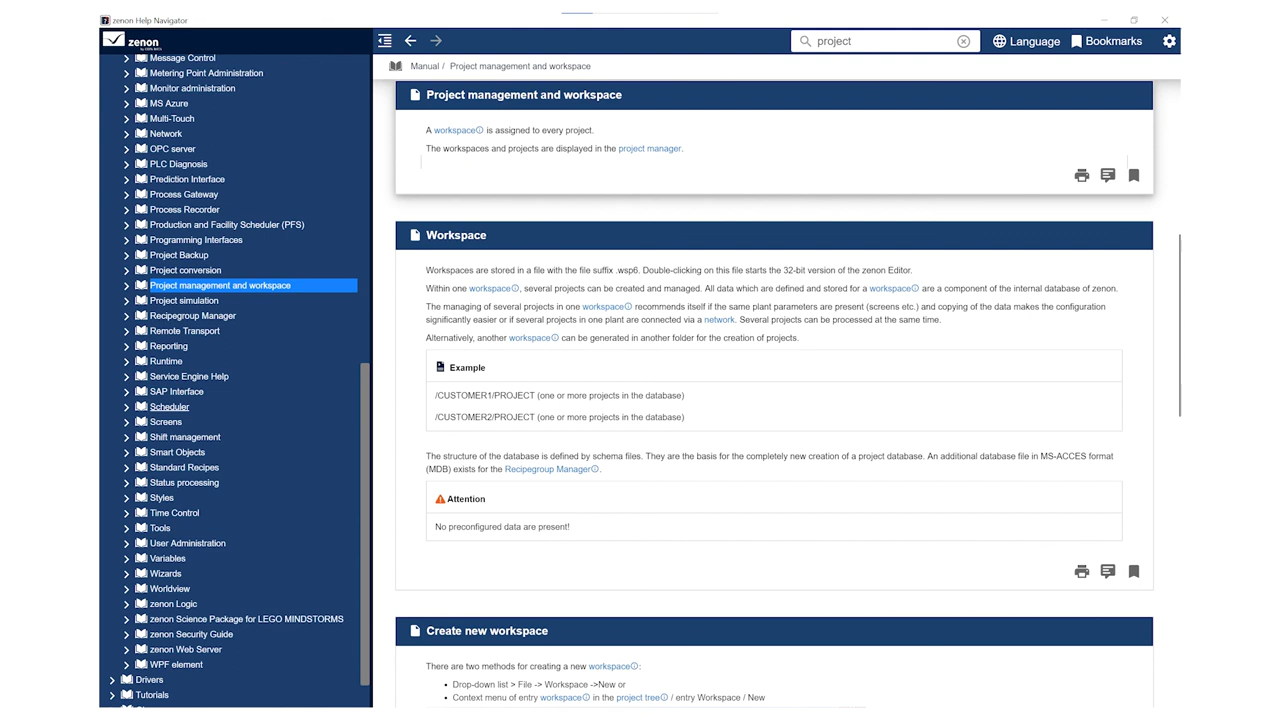 zenon Help Navigator
zenon
project
Language
Bookmarks
Message Control
Metering Point Administration
Monitor administration
MS Azure
Multi-Touch
Network
OPC server
PLC Diagnosis
Prediction Interface
Process Gateway
Process Recorder
Production and Facility Scheduler (PFS)
Programming Interfaces
Project Backup
Project conversion
Project management and workspace
Project simulation
Recipegroup Manager
Remote Transport
Reporting
Runtime
Service Engine Help
SAP Interface
Scheduler
Screens
Shift management
Smart Objects
Standard Recipes
Status processing
Styles
Time Control
Tools
User Administration
Variables
Wizards
Worldview
zenon Logic
zenon Science Package for LEGO MINDSTORMS
zenon Security Guide
zenon Web Server
WPF element
Drivers
Tutorials
Manual / Project management and workspace
Project management and workspace
A workspace is assigned to every project.
The workspaces and projects are displayed in the project manager.
Workspace
Workspaces are stored in a file with the file suffix .wsp6. Double-clicking on this file starts the 32-bit version of the zenon Editor.
Within one workspace, several projects can be created and managed. All data which are defined and stored for a workspace are a component of the internal database of zenon.
The managing of several projects in one workspace recommends itself if the same plant parameters are present (screens etc.) and copying of the data makes the configuration
significantly easier or if several projects in one plant are connected via a network. Several projects can be processed at the same time.
Alternatively, another workspace can be generated in another folder for the creation of projects.
Example
/CUSTOMER1/PROJECT (one or more projects in the database)
/CUSTOMER2/PROJECT (one or more projects in the database)
The structure of the database is defined by schema files. They are the basis for the completely new creation of a project database. An additional database file in MS-ACCES format
(MDB) exists for the Recipegroup Manager.
Attention
No preconfigured data are present!
Create new workspace
There are two methods for creating a new workspace:
• Drop-down list > File -> Workspace ->New or
• Context menu of entry workspace in the project tree / entry Workspace / New